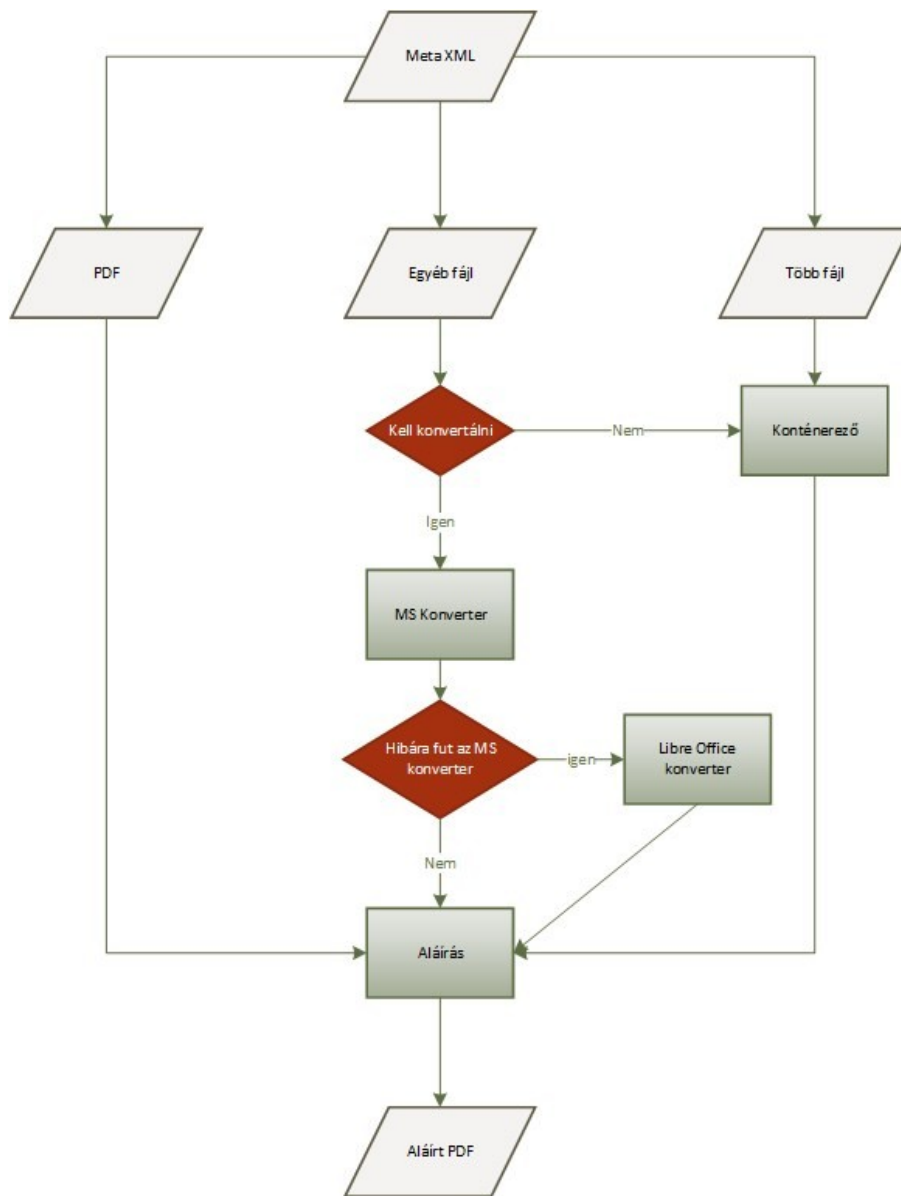 Meta XML
PDF
Egyéb fájl
Több fájl
Kell konvertálni
Nem
Konténerező
Igen
MS Konverter
Hibára fut az MS
konverter
igen
Libre Office
konverter
Nem
Aláírás
Aláírt PDF